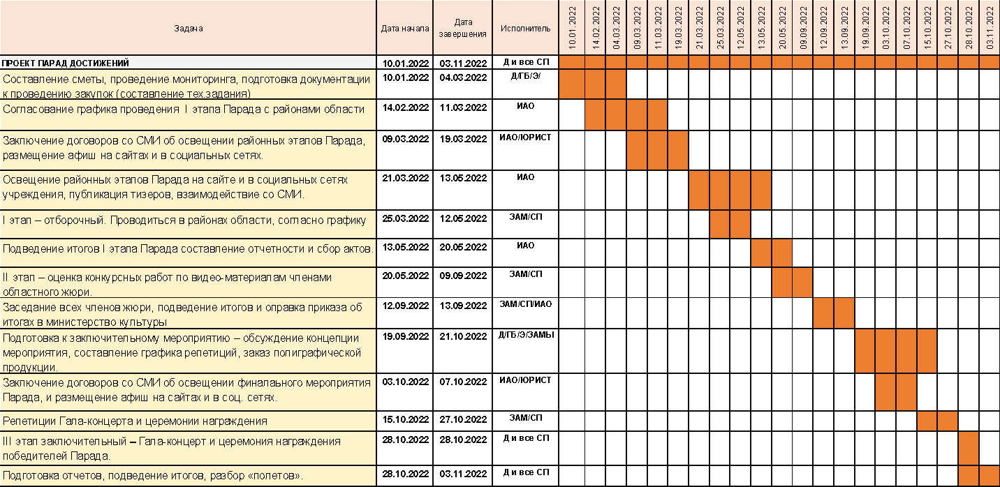 Задача Дата начала Дата завершения Исполнитель 10.01.2022 14.02.2022 04.03.2022 09.03.2022 11.03.2022 19.03.2022 21.03.2022 25.03.2022 12.05.2022 13.05.2022 20.05.2022 09.09.2022 12.09.2022 13.09.2022 19.09.2022 03.10.2022 07.10.2022 15.10.2022 27.10.2022 28.10.2022 03.11.2022
ПРОЕКТ ПАРАД ДОСТИЖЕНИЙ 10.01.2022 03.11.2022 Д и все СП
Составление сметы, проведение мониторинга, подготовка документации 10.01.2022 04.03.2022 Д/ГБ/Э/
к проведению закупок (составление тех.задания)
Согласование графика проведения I этапа Парада с районами области 14.02.2022 11.03.2022 ИАО
Заключение договоров со СМИ об освещении районных этапов Парада, 09.03.2022 19.03.2022 ИАО/ЮРИСТ
размещение афиш на сайтах и в социальных сетях.
Освещение районных этапов Парада на сайте и в социальных сетях 21.03.2022 13.05.2022 ИАО
учреждения, публикация тизеров, взаимодействие со СМИ.
I этап – отборочный. Проводиться в районах области, согласно графику 25.03.2022 12.05.2022 ЗАМ/СП
Подведение итогов I этапа Парада составление отчетности и сбор актов. 13.05.2022 20.05.2022 ИАО
II этап – оценка конкурсных работ по видео-материалам членами 20.05.2022 09.09.2022 ЗАМ/СП
областного жюри.
Заседание всех членов жюри, подведение итогов и оправка приказа об 12.09.2022 13.09.2022 ЗАМ/СП/ИАО
итогах в министерство культуры
Подготовка к заключительному мероприятию – обсуждение концепции 19.09.2022 21.10.2022 Д/ГБ/Э/ЗАМЫ
мероприятия, составление графика репетиций, заказ полиграфической
продукции.
Заключение договоров со СМИ об освещении финалаьного мероприятия 03.10.2022 07.10.2022 ИАО/ЮРИСТ
Парада, и размещение афиш на сайтах и в соц. сетях.
Репетиции Гала-концерта и церемонии награждения 15.10.2022 27.10.2022 ЗАМ/СП
III этап заключительный – Гала-концерт и церемония награждения 28.10.2022 28.10.2022 Д и все СП
победителей Парада.
Подготовка отчетов, подведение итогов, разбор «полетов». 28.10.2022 03.11.2022 Д и все СП